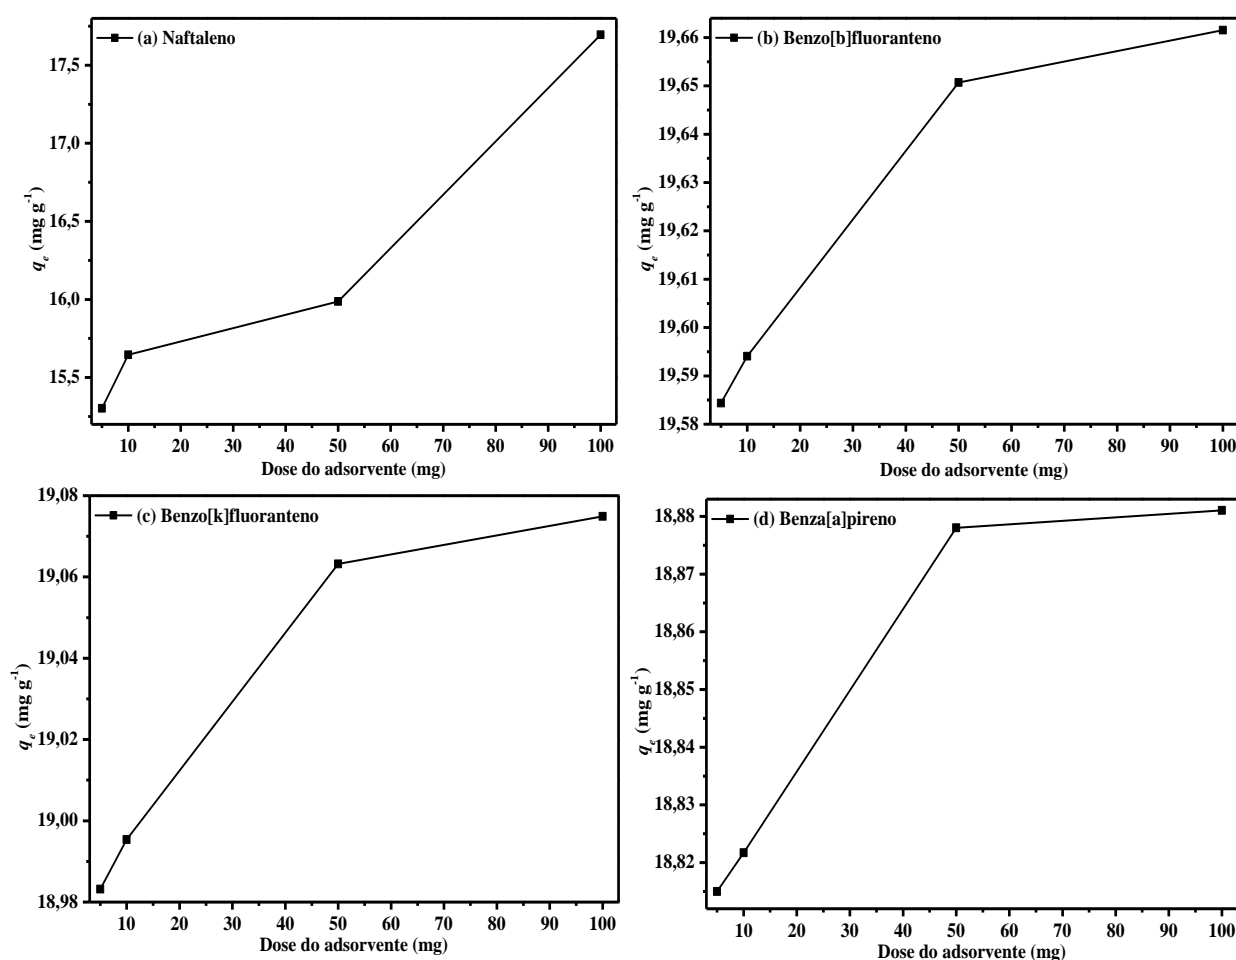 (a) Naftaleno
17,5
17,0
16,5
16,0
15,5
qe (mg g-1)
10 20 30 40 50 60 70 80 90 100
Dose do adsorvente (mg)
(b) Benzo[b]fluoranteno
19,66
19,65
19,64
19,63
19,62
19,61
19,60
19,59
19,58
qe (mg g-1)
10 20 30 40 50 60 70 80 90 100
Dose do adsorvente (mg)
(c) Benzo[k]fluoranteno
19,08
19,06
19,04
19,02
19,00
18,98
qe (mg g-1)
10 20 30 40 50 60 70 80 90 100
Dose do adsorvente (mg)
(d) Benza[a]pireno
18,88
18,87
18,86
18,85
18,84
18,83
18,82
qe (mg g-1)
10 20 30 40 50 60 70 80 90 100
Dose do adsorvente (mg)